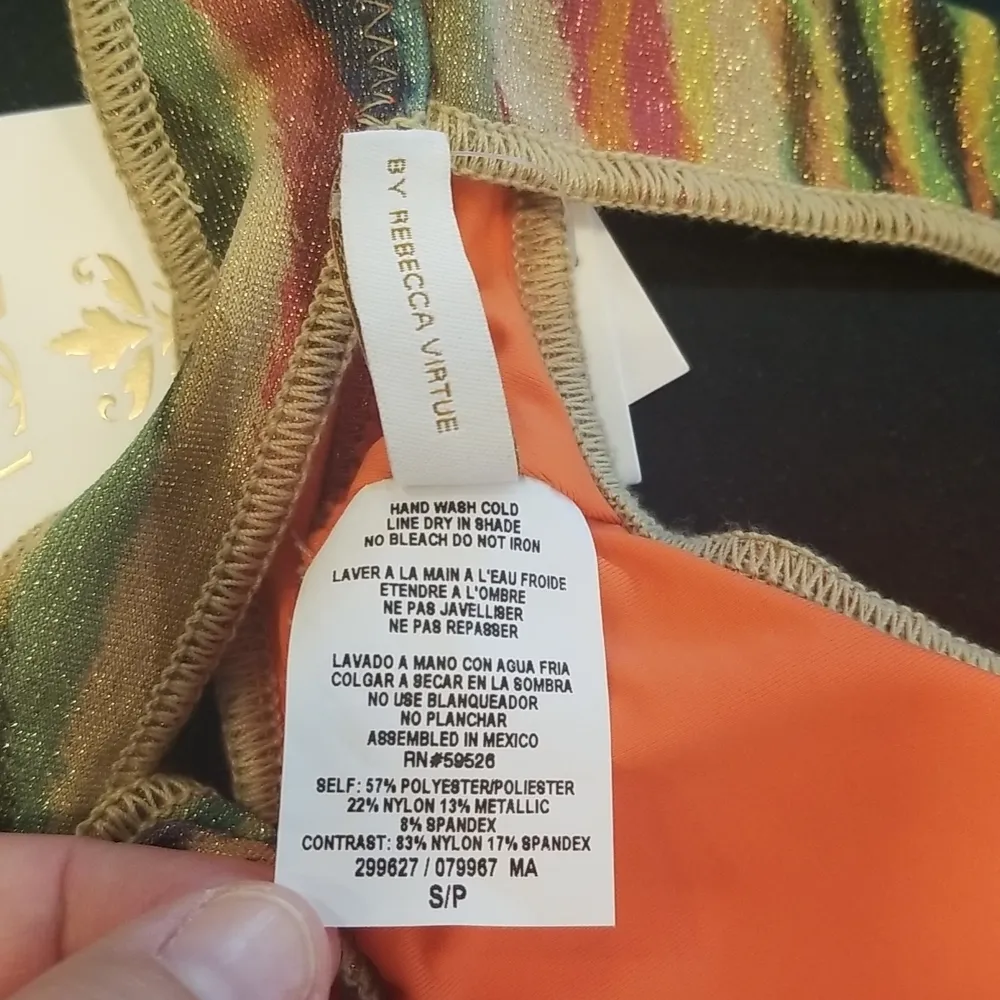 BY REBECCA VIRTUE
HAND WASH COLD
LINE DRY IN SHADE
NO BLEACH DO NOT IRON
LAVER A LA MAIN A L'EAU FROIDE
ETENDRE A L'OMBRE
NE PAS JAVELLISER
NE PAS REPASSER
LAVADO A MANO CON AGUA FRIA
COLGAR A SECAR EN LA SOMBRA
NO USE BLANQUEADOR
NO PLANCHAR
ASSEMBLED IN MEXICO
RN#59526
SELF: 57% POLYESTER/POLIESTER
22% NYLON 13% METALLIC
8% SPANDEX
CONTRAST: 83% NYLON 17% SPANDEX
299627 / 079967 MA
S/P